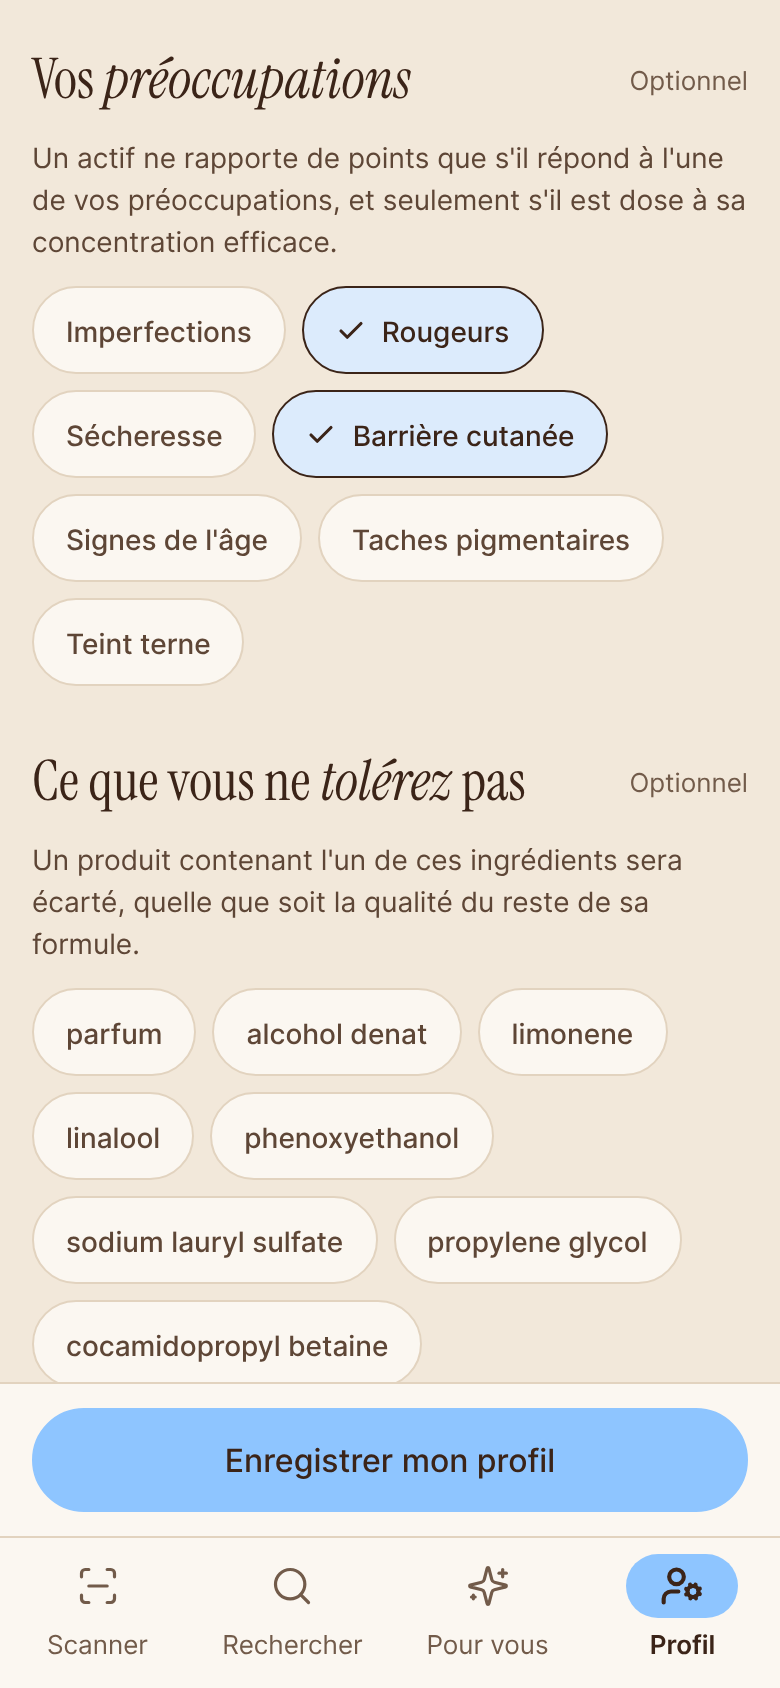 Vos préoccupations
Optionnel
Un actif ne rapporte de points que s'il répond à l'une
de vos préoccupations, et seulement s'il est dose à sa
concentration efficace.
Imperfections
Rougeurs
Sécheresse
Barrière cutanée
Signes de l'âge
Taches pigmentaires
Teint terne
Ce que vous ne tolérez pas
Optionnel
Un produit contenant l'un de ces ingrédients sera
écarté, quelle que soit la qualité du reste de sa
formule.
parfum
alcohol denat
limonene
linalool
phenoxyethanol
sodium lauryl sulfate
propylene glycol
cocamidopropyl betaine
Enregistrer mon profil
Scanner
Rechercher
Pour vous
Profil